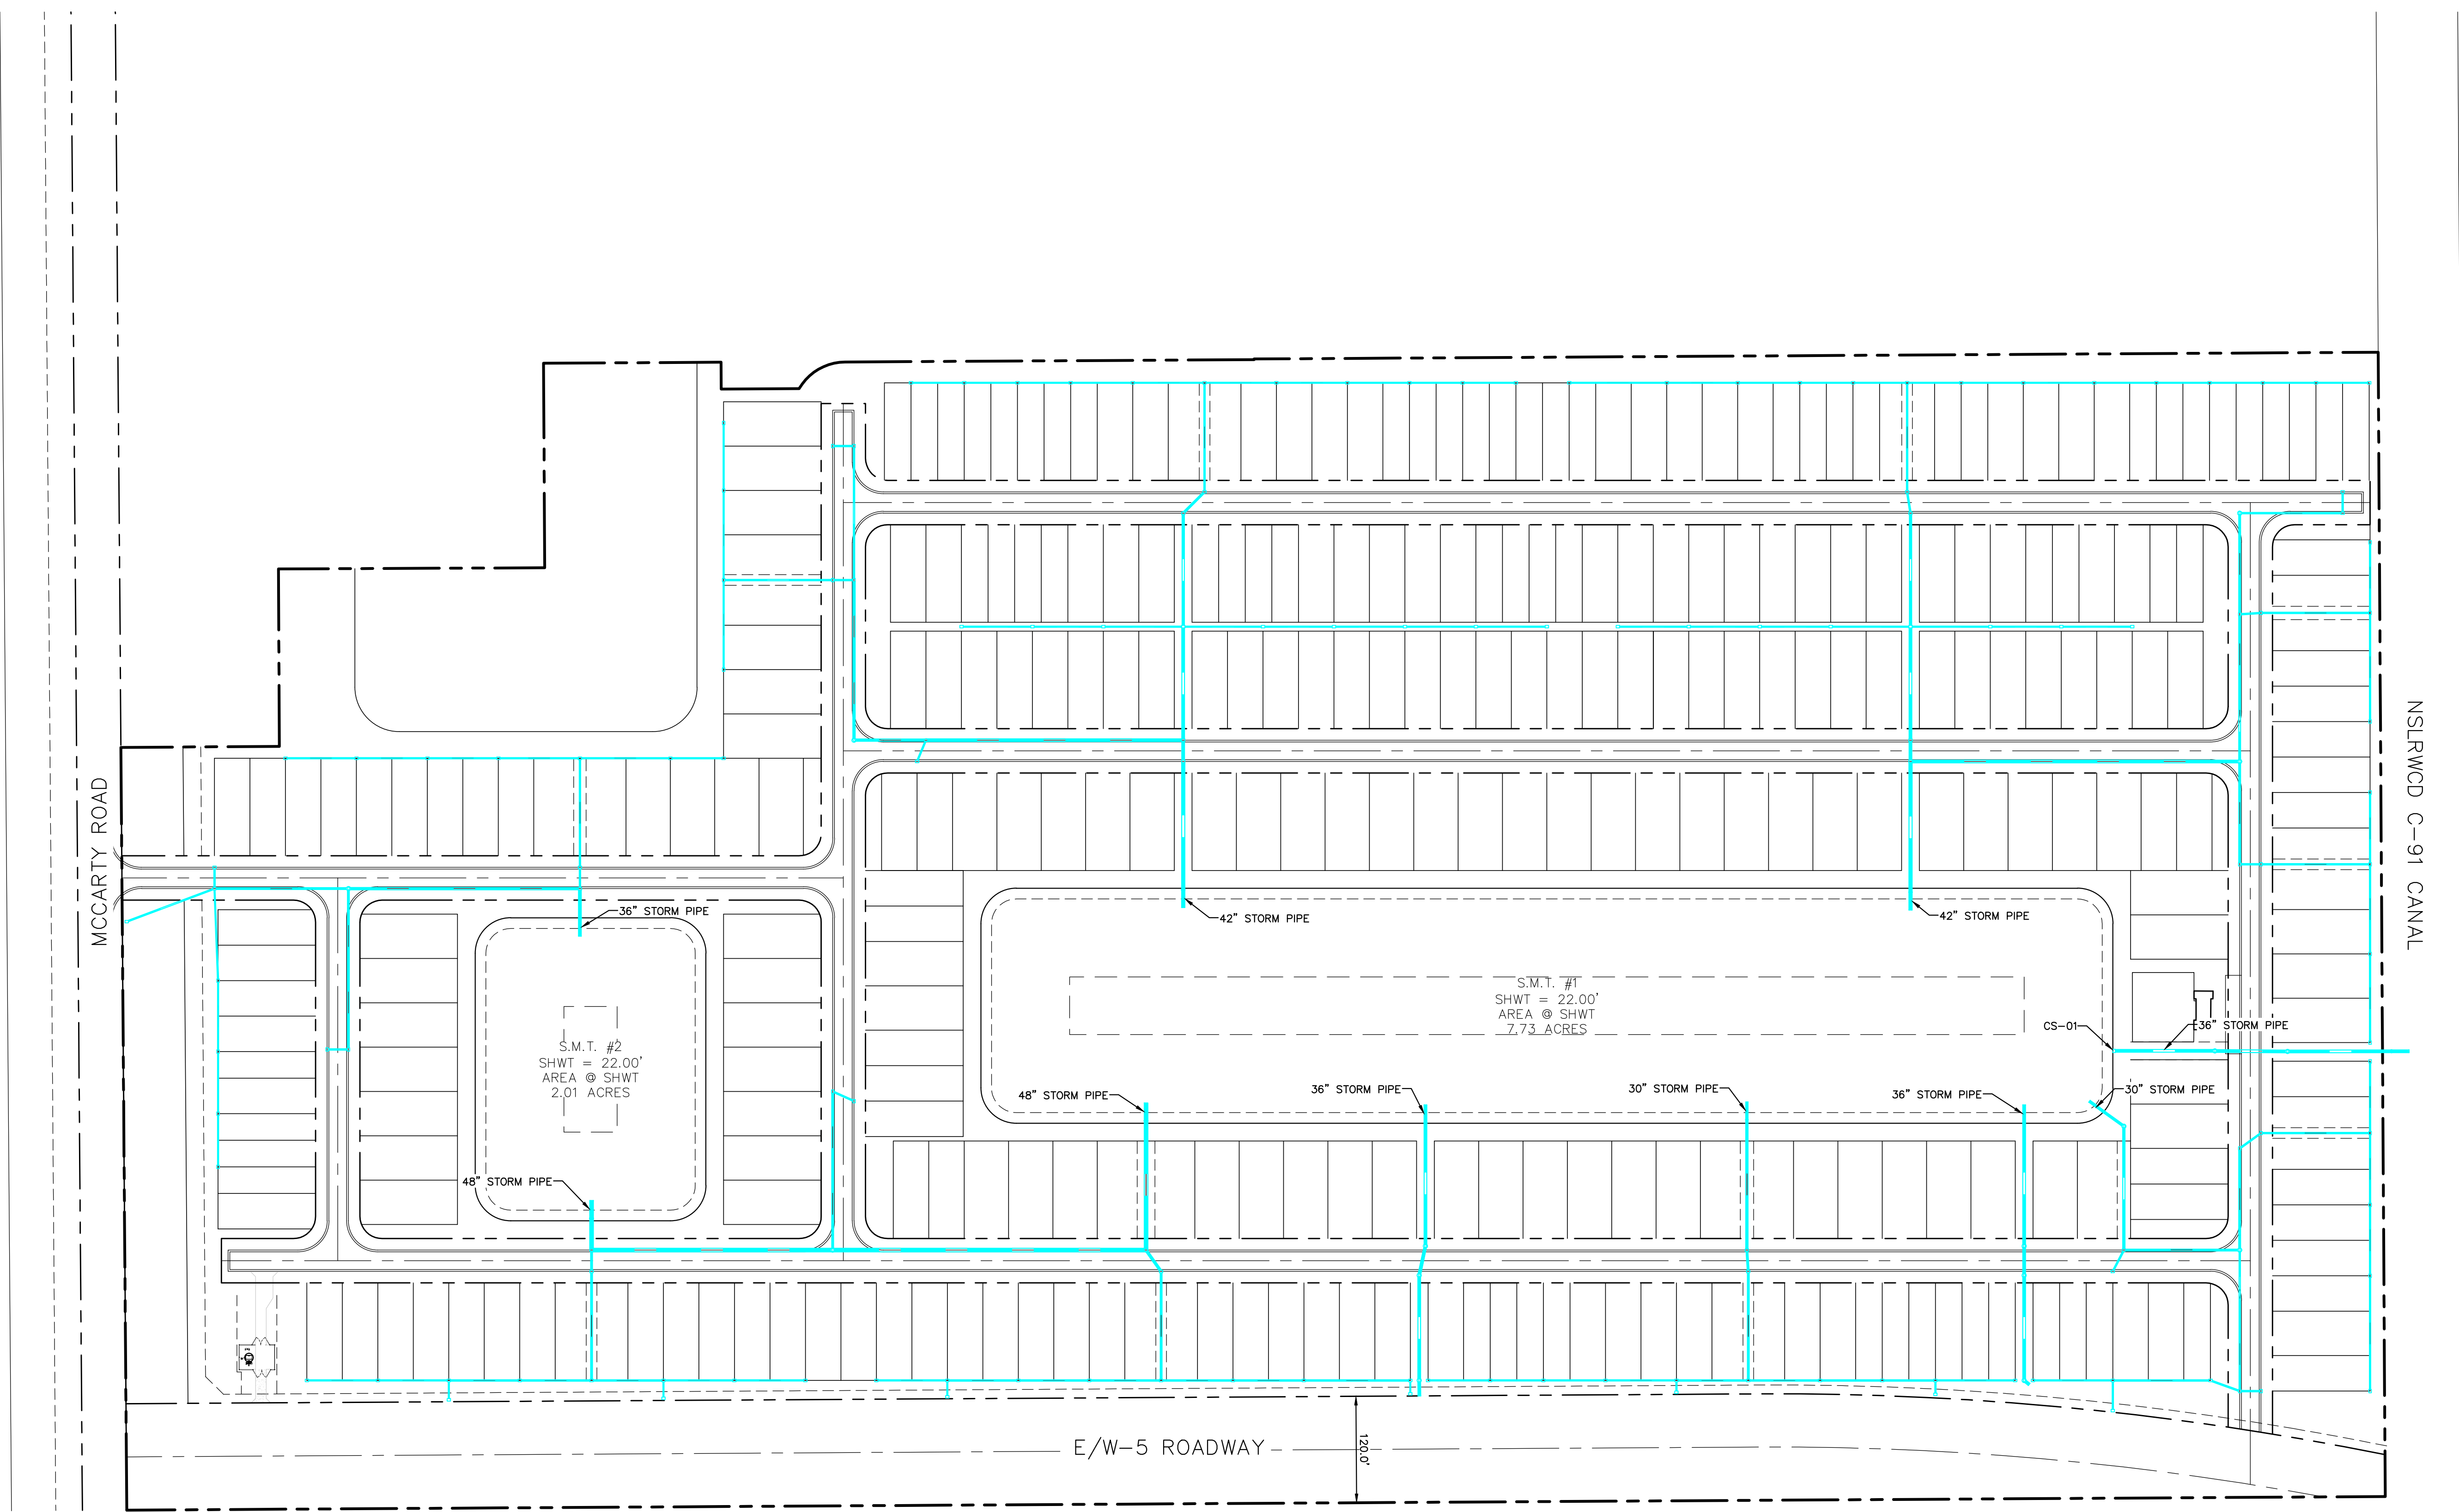 MCCARTY ROAD
NSLRWCD C-91 CANAL
36" STORM PIPE
42" STORM PIPE
42" STORM PIPE
S.M.T. #1
SHWT = 22.00'
AREA @ SHWT
7.73 ACRES
CS-01
36" STORM PIPE
S.M.T. #2
SHWT = 22.00'
AREA @ SHWT
2.01 ACRES
48" STORM PIPE
36" STORM PIPE
30" STORM PIPE
36" STORM PIPE
30" STORM PIPE
48" STORM PIPE
E/W-5 ROADWAY
120.0'